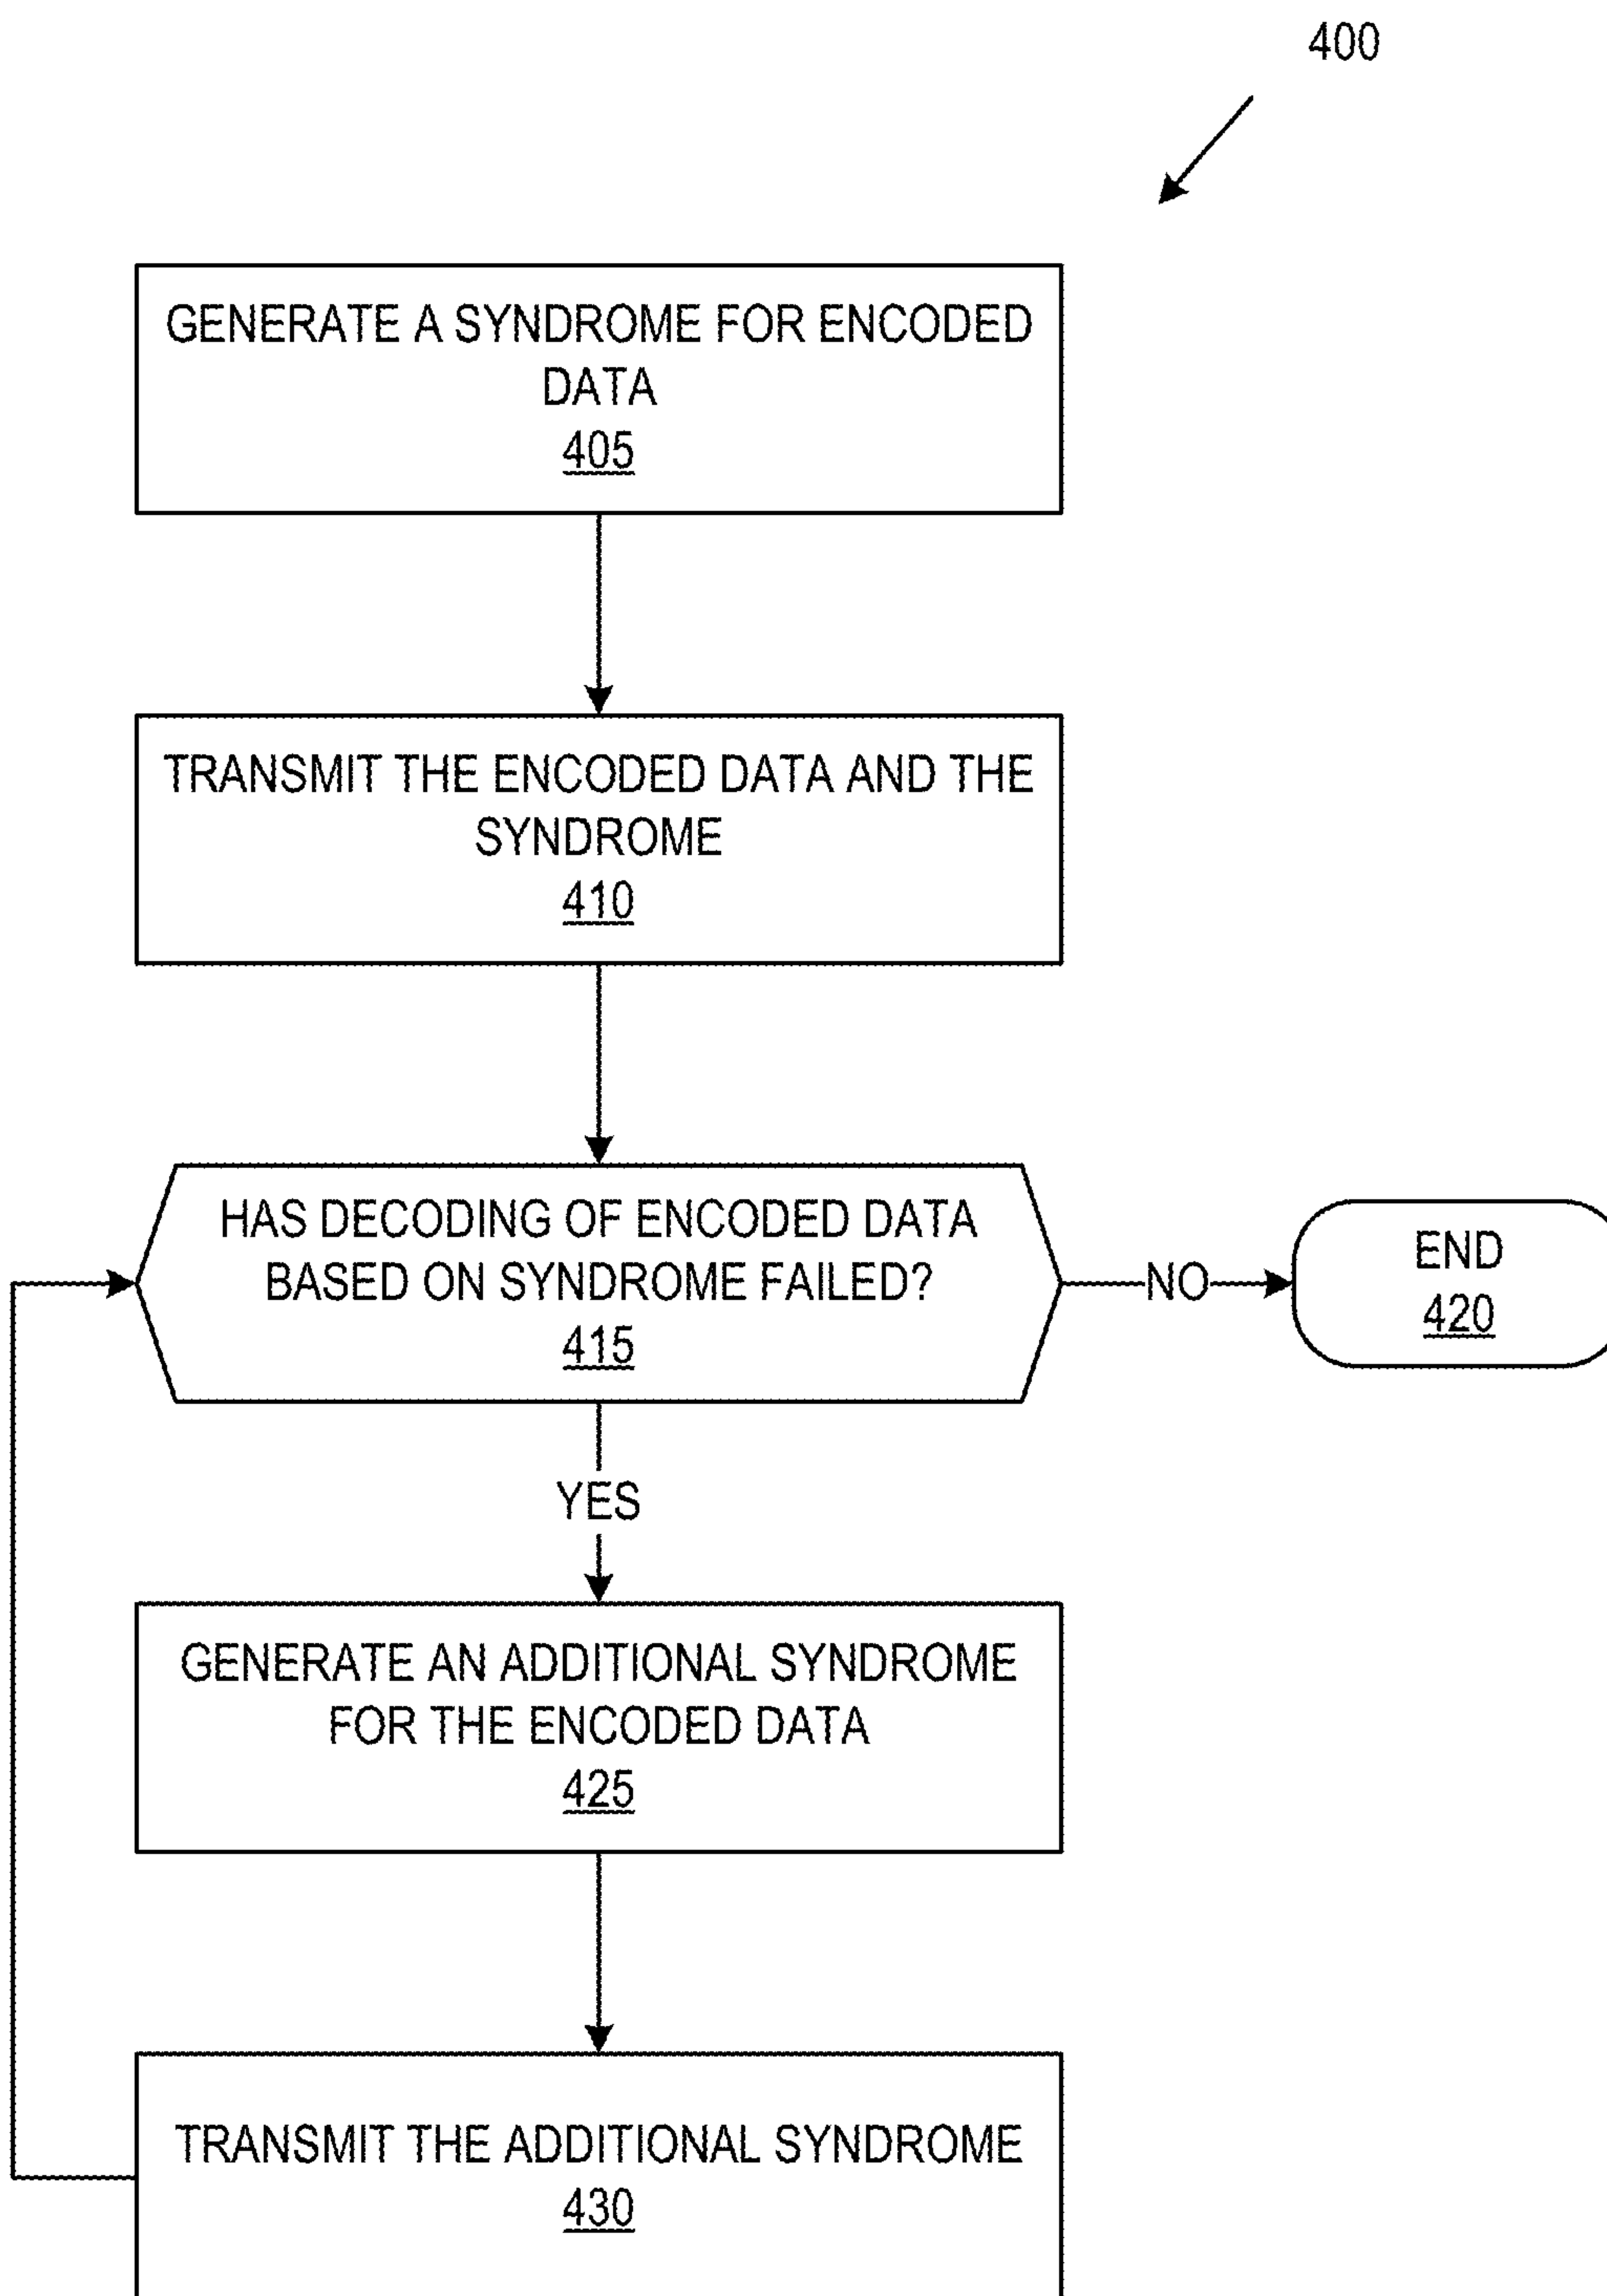 400
GENERATE A SYNDROME FOR ENCODED
DATA
405
TRANSMIT THE ENCODED DATA AND THE
SYNDROME
410
HAS DECODING OF ENCODED DATA
BASED ON SYNDROME FAILED?
415
NO
END
420
YES
GENERATE AN ADDITIONAL SYNDROME
FOR THE ENCODED DATA
425
TRANSMIT THE ADDITIONAL SYNDROME
430